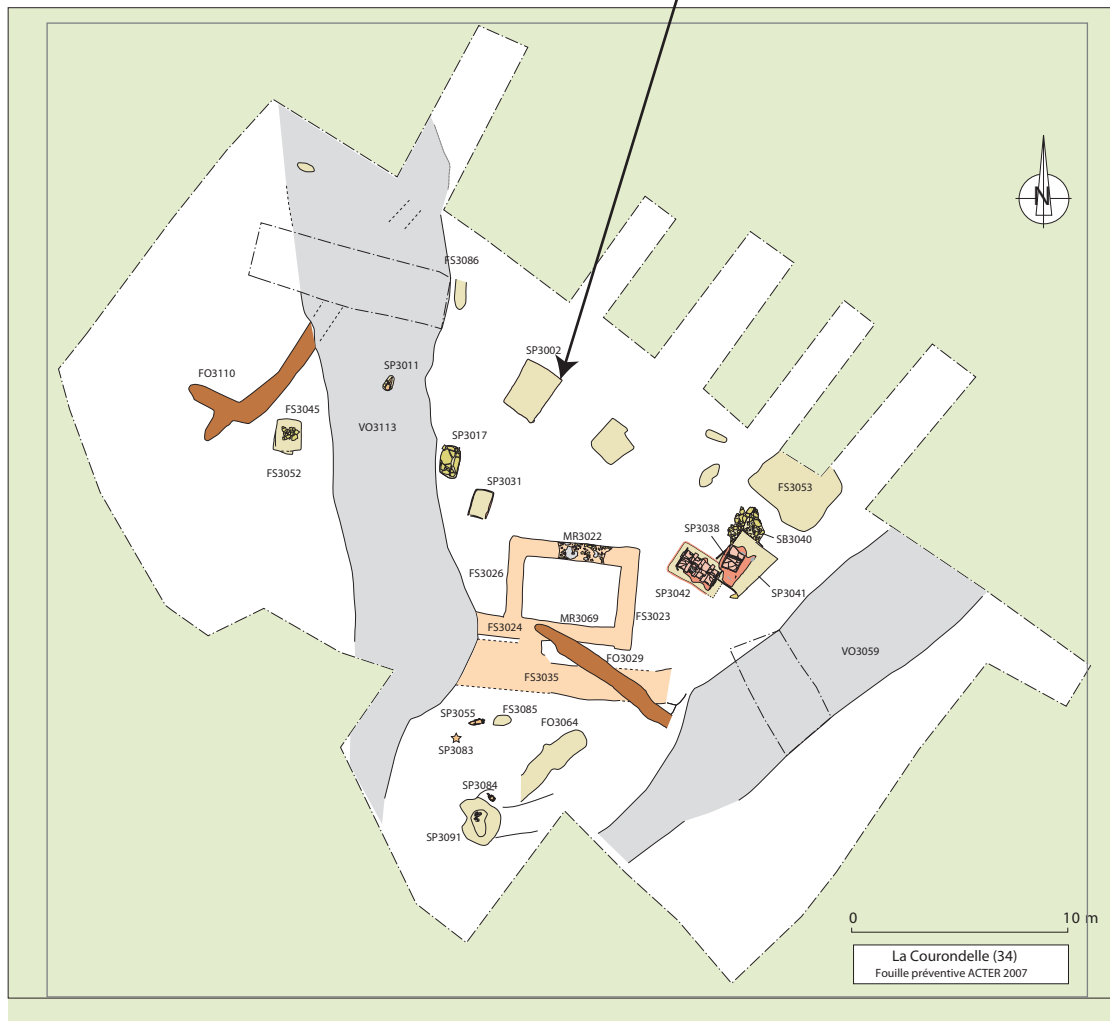 N
FS3086
SP3002
SP3011
FO3110
FS3045
VO3113
SP3017
FS3052
SP3031
FS3053
SP3038
MR3022
SB3040
FS3026
SP3042
SP3041
MR3069
FS3023
FS3024
FO3029
VO3059
FS3035
SP3055
FS3085
FO3064
SP3083
SP3084
SP3091
0 10 m
La Courondelle (34)
Fouille préventive ACTER 2007